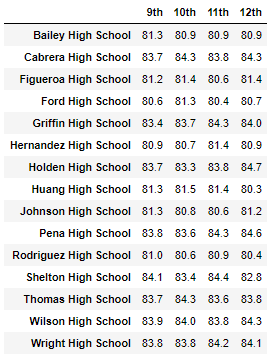 9th 10th 11th 12th
Bailey High School 81.3 80.9 80.9 80.9
Cabrera High School 83.7 84.3 83.8 84.3
Figueroa High School 81.2 81.4 80.6 81.4
Ford High School 80.6 81.3 80.4 80.7
Griffin High School 83.4 83.7 84.3 84.0
Hernandez High School 80.9 80.7 81.4 80.9
Holden High School 83.7 83.3 83.8 84.7
Huang High School 81.3 81.5 81.4 80.3
Johnson High School 81.3 80.8 80.6 81.2
Pena High School 83.8 83.6 84.3 84.6
Rodriguez High School 81.0 80.6 80.9 80.4
Shelton High School 84.1 83.4 84.4 82.8
Thomas High School 83.7 84.3 83.6 83.8
Wilson High School 83.9 84.0 83.8 84.3
Wright High School 83.8 83.8 84.2 84.1